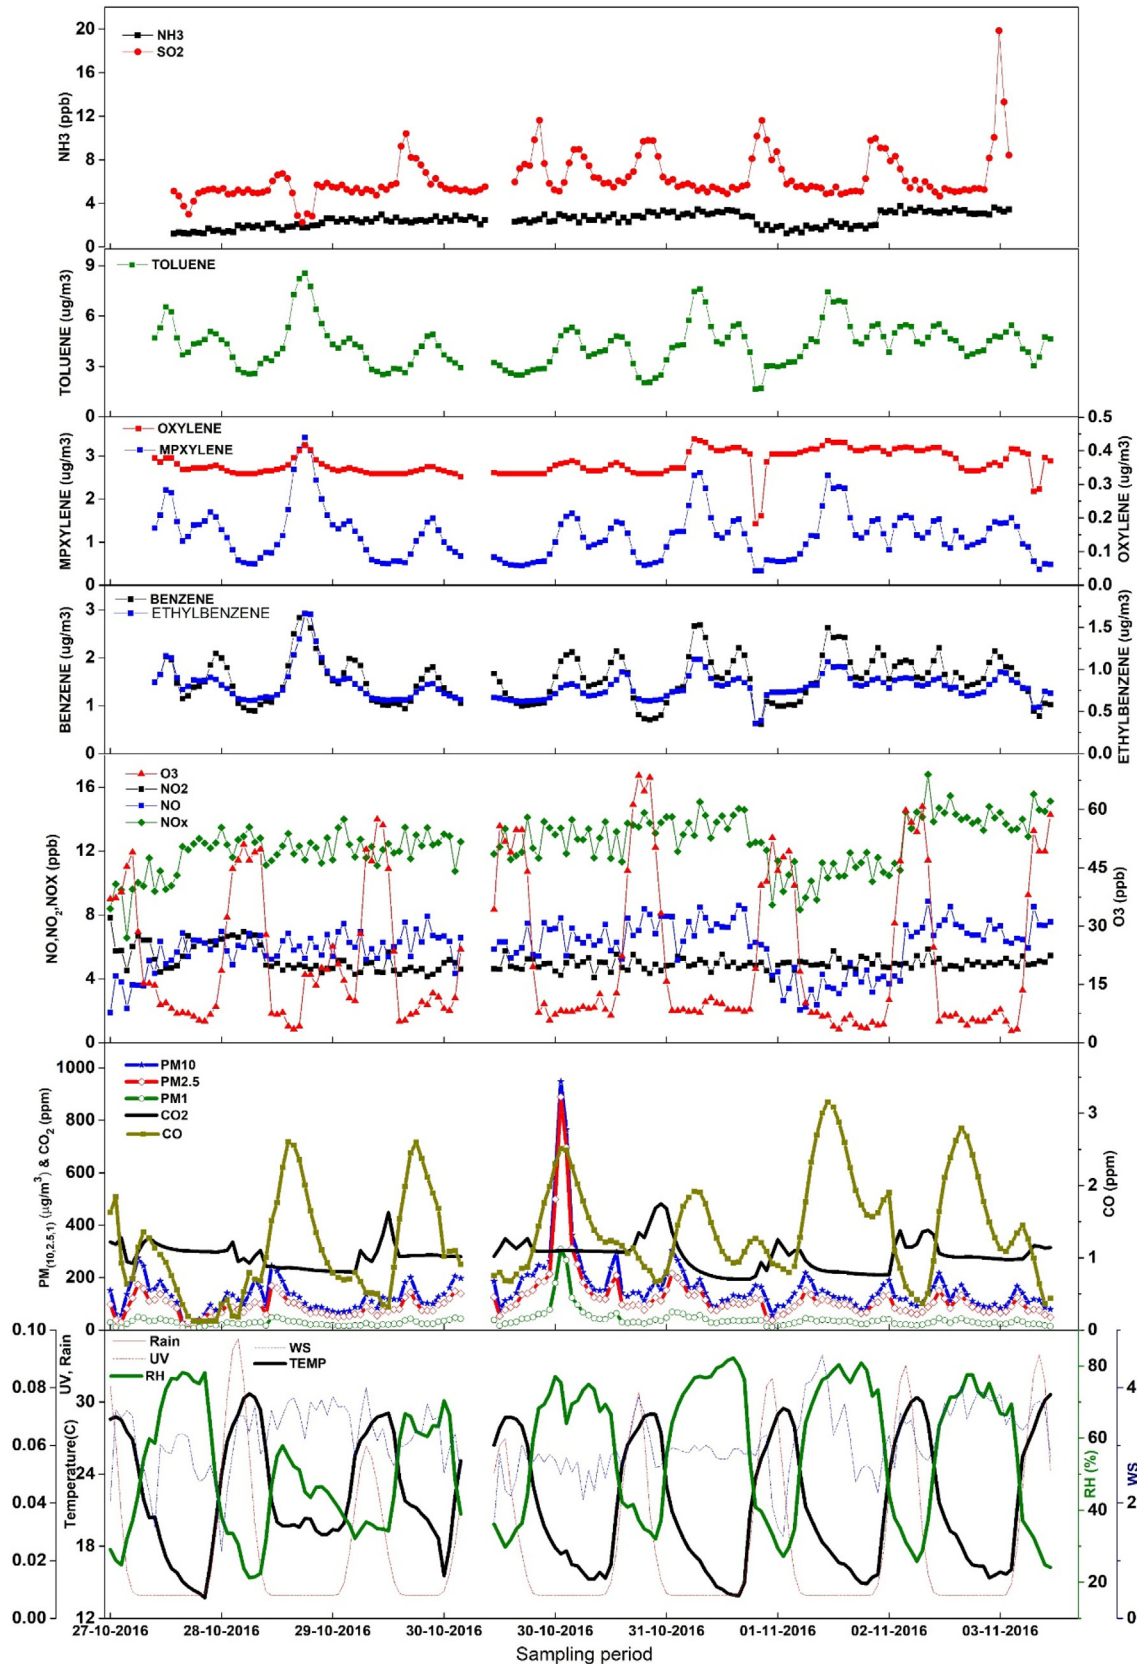 20
16
12
8
4
0
NH3 (ppb)
NH3
SO2
9
6
3
0
TOLUENE (ug/m3)
TOLUENE
3
2
1
0
MPXYLENE (ug/m3)
OXYLENE
MPXYLENE
0.5
0.4
0.3
0.2
0.1
0.0
OXYLENE (ug/m3)
3
2
1
0
BENZENE (ug/m3)
BENZENE
ETHYLBENZENE
1.5
1.0
0.5
0.0
ETHYLBENZENE (ug/m3)
16
12
8
4
0
NO,NO2,NOX (ppb)
O3
NO2
NO
NOx
60
45
30
15
0
O3 (ppb)
1000
800
600
400
200
0
PM(10,2.5,1) (µg/m³) & CO2 (ppm)
PM10
PM2.5
PM1
CO2
CO
3
2
1
0
CO (ppm)
0.10
0.08
0.06
0.04
0.02
0.00
UV, Rain
30
24
18
12
Temperature(C)
Rain
UV
RH
WS
TEMP
80
60
40
20
RH (%)
4
2
0
WS
27-10-2016 28-10-2016 29-10-2016 30-10-2016 30-10-2016 31-10-2016 01-11-2016 02-11-2016 03-11-2016
Sampling period